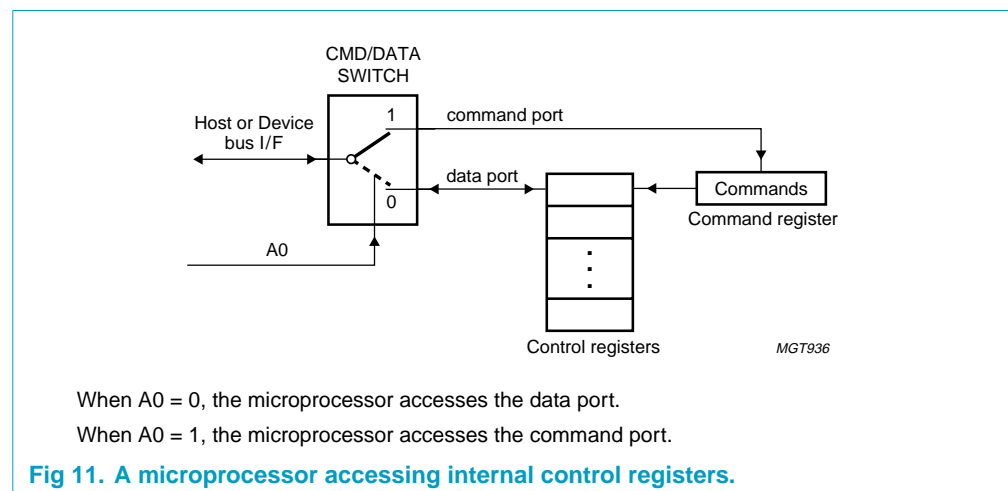 CMD/DATA
SWITCH
1
command port
Host or Device
bus I/F
data port
0
Commands
Command register
A0
Control registers
MGT936
When A0 = 0, the microprocessor accesses the data port.
When A0 = 1, the microprocessor accesses the command port.
Fig 11. A microprocessor accessing internal control registers.